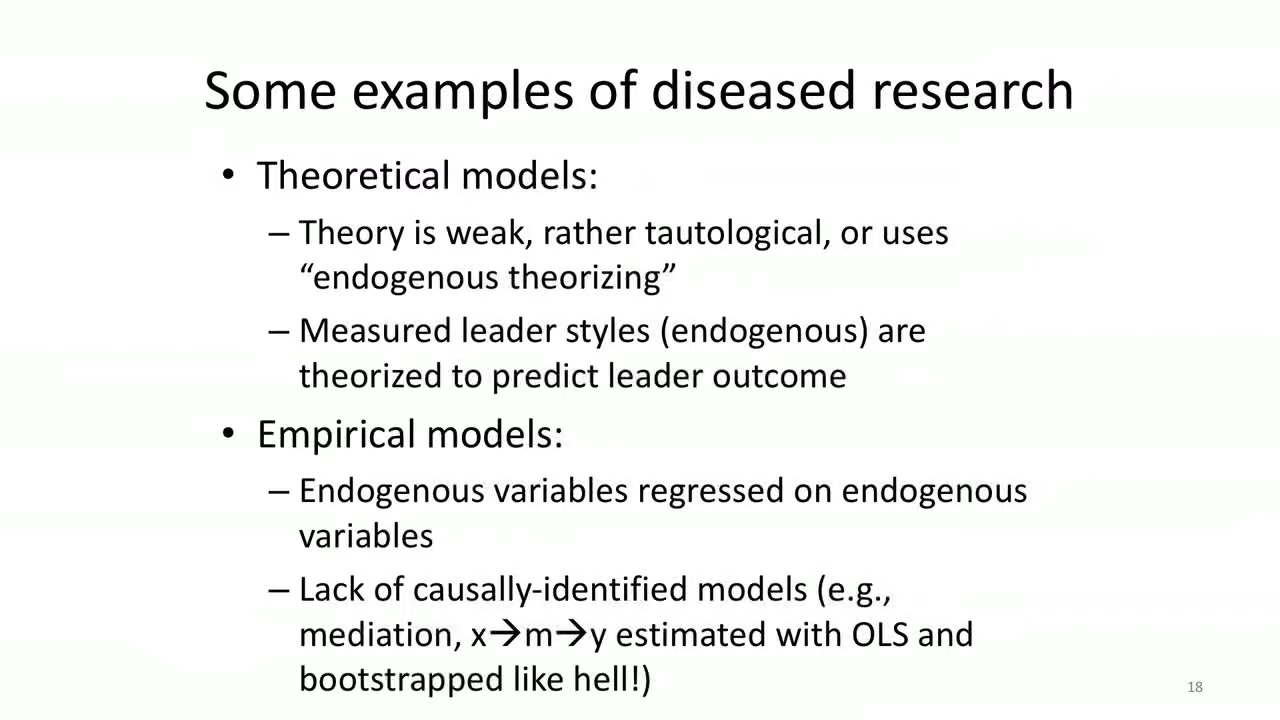 Some examples of diseased research
• Theoretical models:
– Theory is weak, rather tautological, or uses
“endogenous theorizing”
– Measured leader styles (endogenous) are
theorized to predict leader outcome
• Empirical models:
– Endogenous variables regressed on endogenous
variables
– Lack of causally-identified models (e.g.,
mediation, x→m→y estimated with OLS and
bootstrapped like hell!)
18